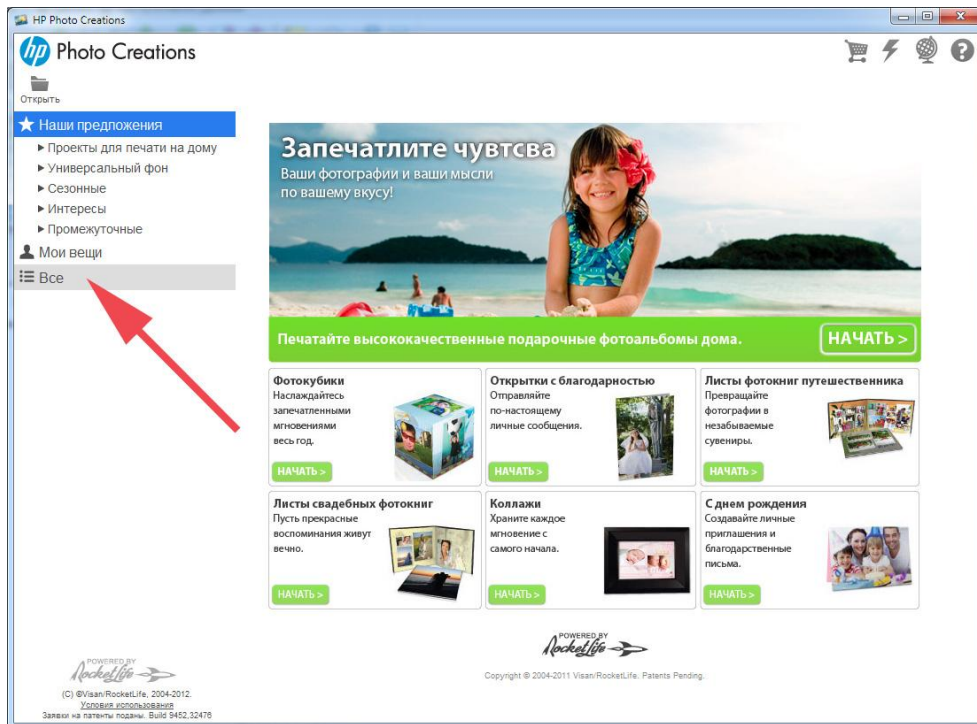 HP Photo Creations
hp Photo Creations
Открыть
Наши предложения
Проекты для печати на дому
Универсальный фон
Сезонные
Интересы
Промежуточные
Мои вещи
Все
Запечатлите чувтсва
Ваши фотографии и ваши мысли
по вашему вкусу!
Печатайте высококачественные подарочные фотоальбомы дома.
НАЧАТЬ >
Фотокубики
Наслаждайтесь
запечатленными
мгновениями
весь год.
НАЧАТЬ >
Открытки с благодарностью
Отправляйте
по-настоящему
личные сообщения.
НАЧАТЬ >
Листы фотокниг путешественника
Превращайте
фотографии в
незабываемые
сувениры.
НАЧАТЬ >
Листы свадебных фотокниг
Пусть прекрасные
воспоминания живут
вечно.
НАЧАТЬ >
Коллажи
Храните каждое
мгновение с
самого начала.
НАЧАТЬ >
С днем рождения
Создавайте личные
приглашения и
благодарственные
письма.
НАЧАТЬ >
POWERED BY
RocketLife
Copyright © 2004-2011 Visan/RocketLife. Patents Pending.
POWERED BY
RocketLife
(C) ®Visan/RocketLife, 2004-2012.
Условия использования
Заявки на патенты поданы. Build 9452,32476